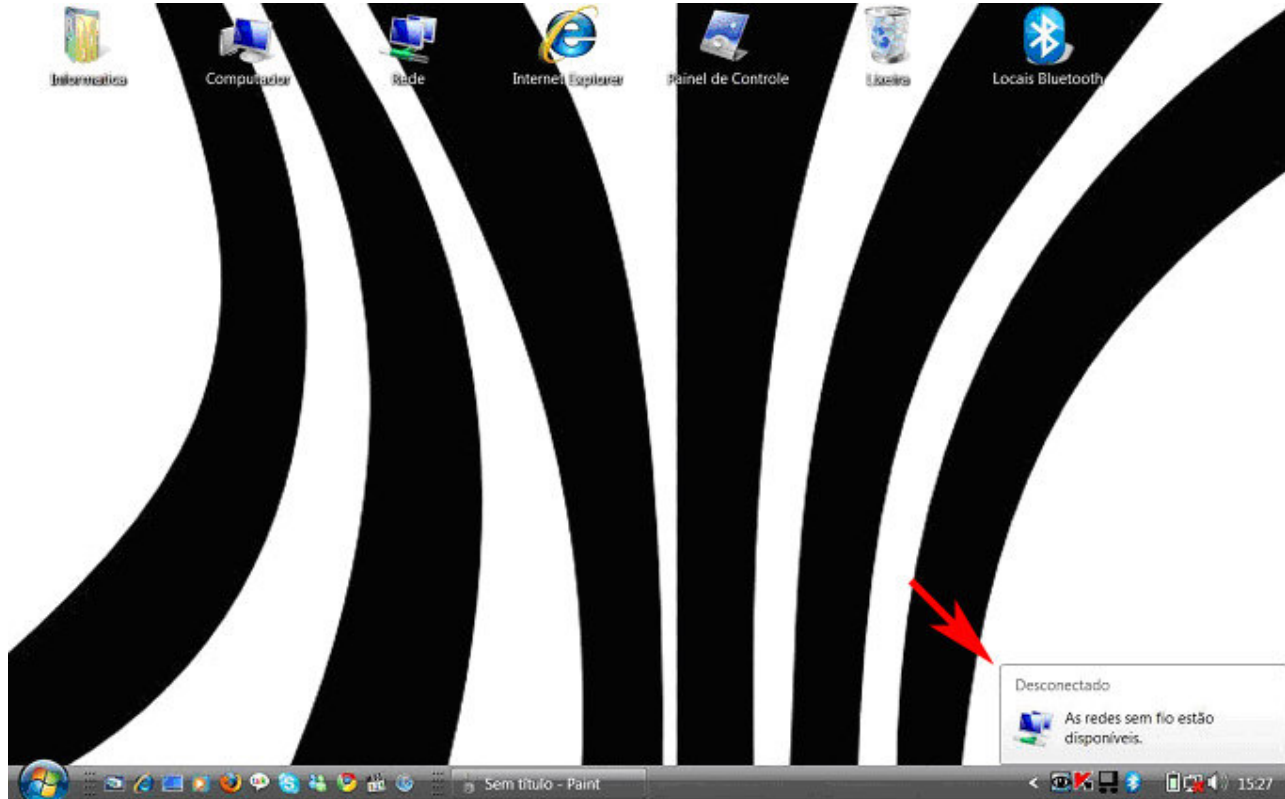 Informatica
Computador
Rede
Internet Explorer
Painel de Controle
Lixeira
Locais Bluetooth
Desconectado
As redes sem fio estão
disponíveis.
Sem título - Paint
15:27